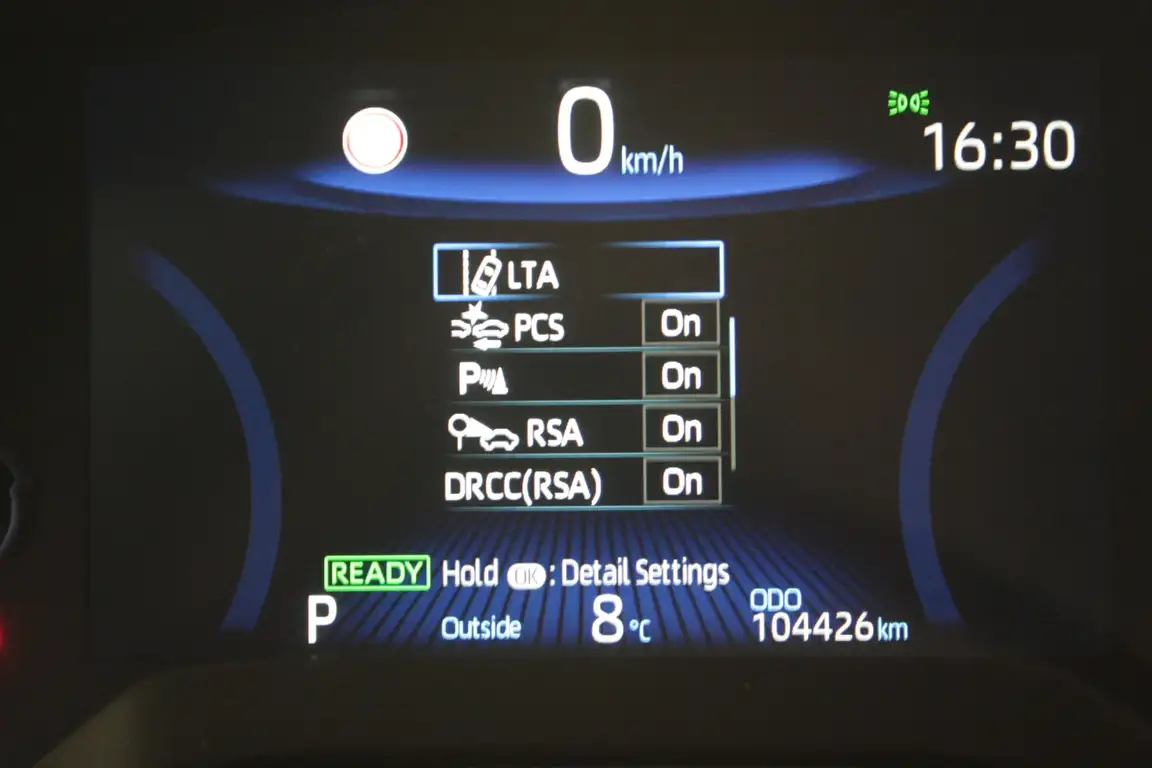 0 km/h
16:30
LTA
PCS On
P On
RSA On
DRCC(RSA) On
READY Hold OK : Detail Settings
P Outside 8 °C
ODO
104426 km